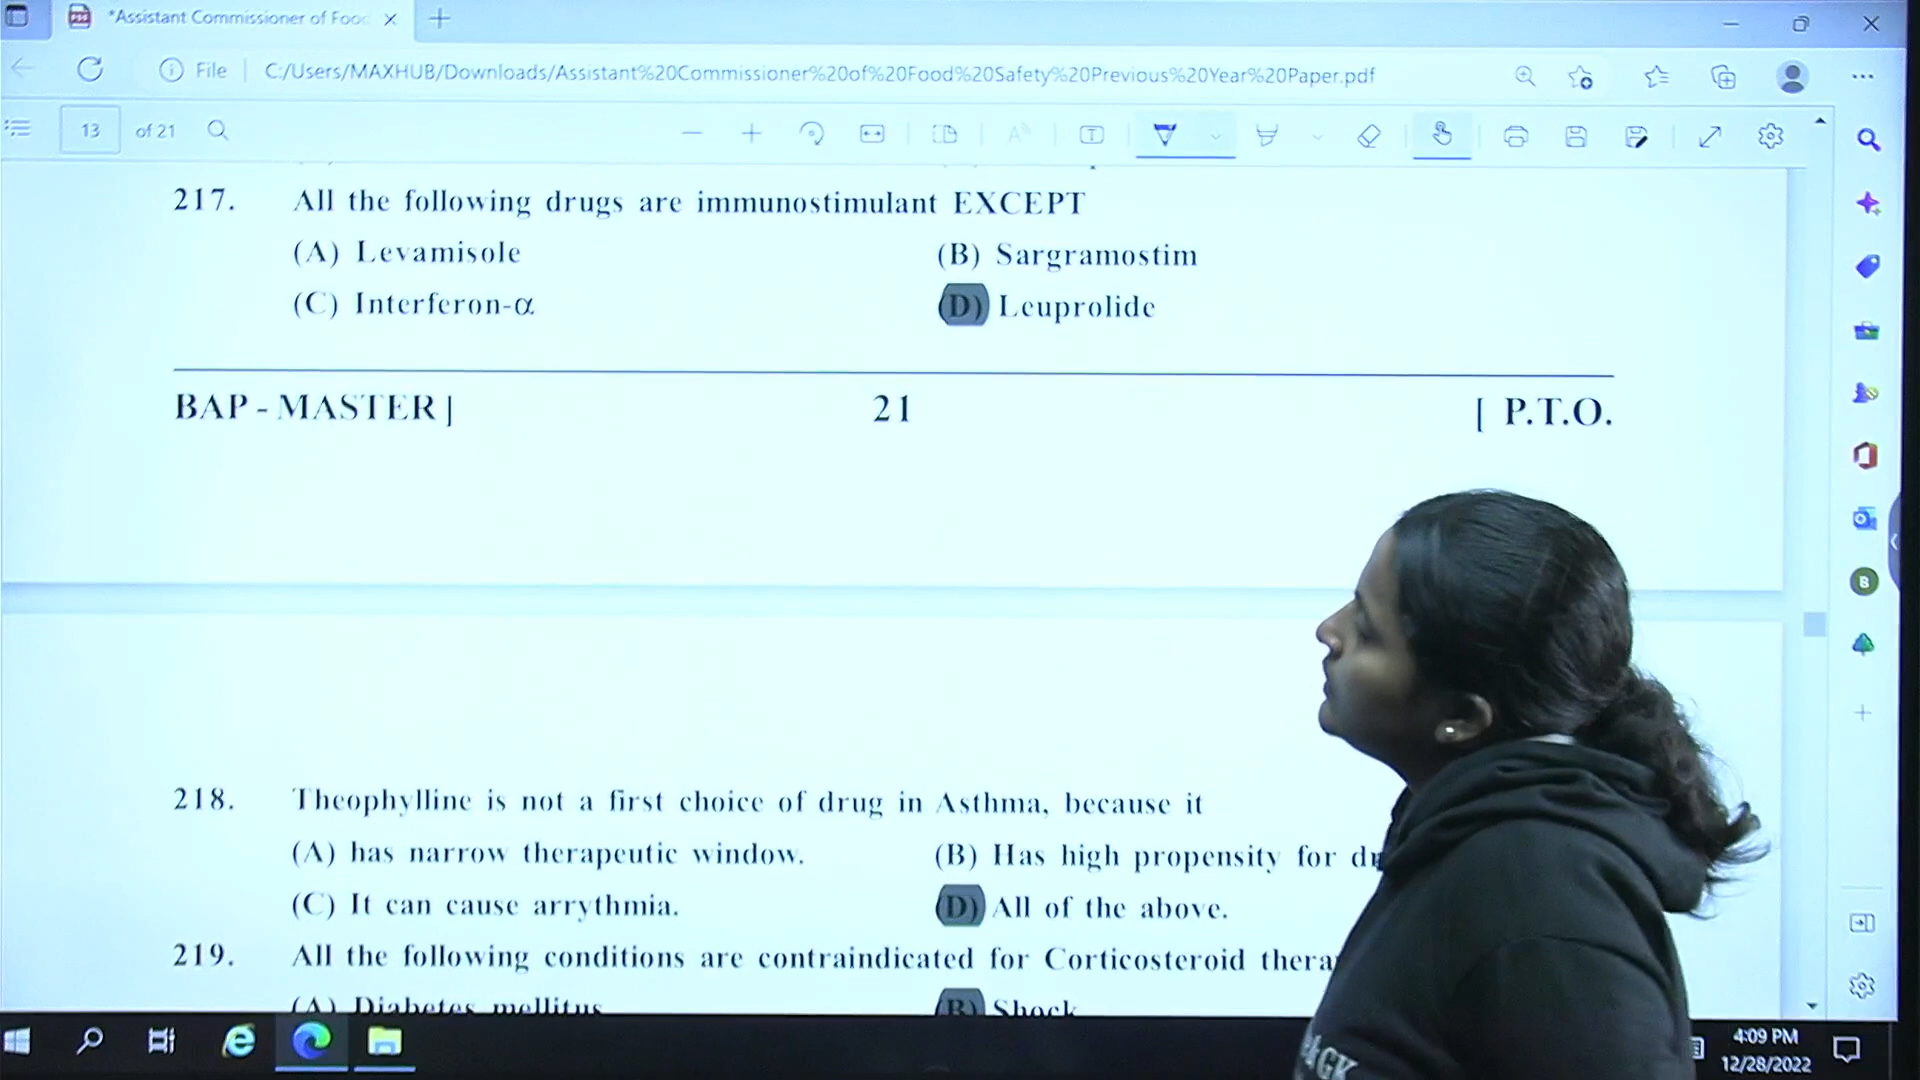 *Assistant Commissioner of Food
File C:/Users/MAXHUB/Downloads/Assistant%20Commissioner%20of%20Food%20Safety%20Previous%20Year%20Paper.pdf
13 of 21
217. All the following drugs are immunostimulant EXCEPT
(A) Levamisole (B) Sargramostim
(C) Interferon-α (D) Leuprolide
BAP - MASTER ] 21 [ P.T.O.
218. Theophylline is not a first choice of drug in Asthma, because it
(A) has narrow therapeutic window. (B) Has high propensity for
(C) It can cause arrythmia. (D) All of the above.
219. All the following conditions are contraindicated for Corticosteroid
(A) Diabetes mellitus (B) Shock
4:09 PM
12/28/2022
GK